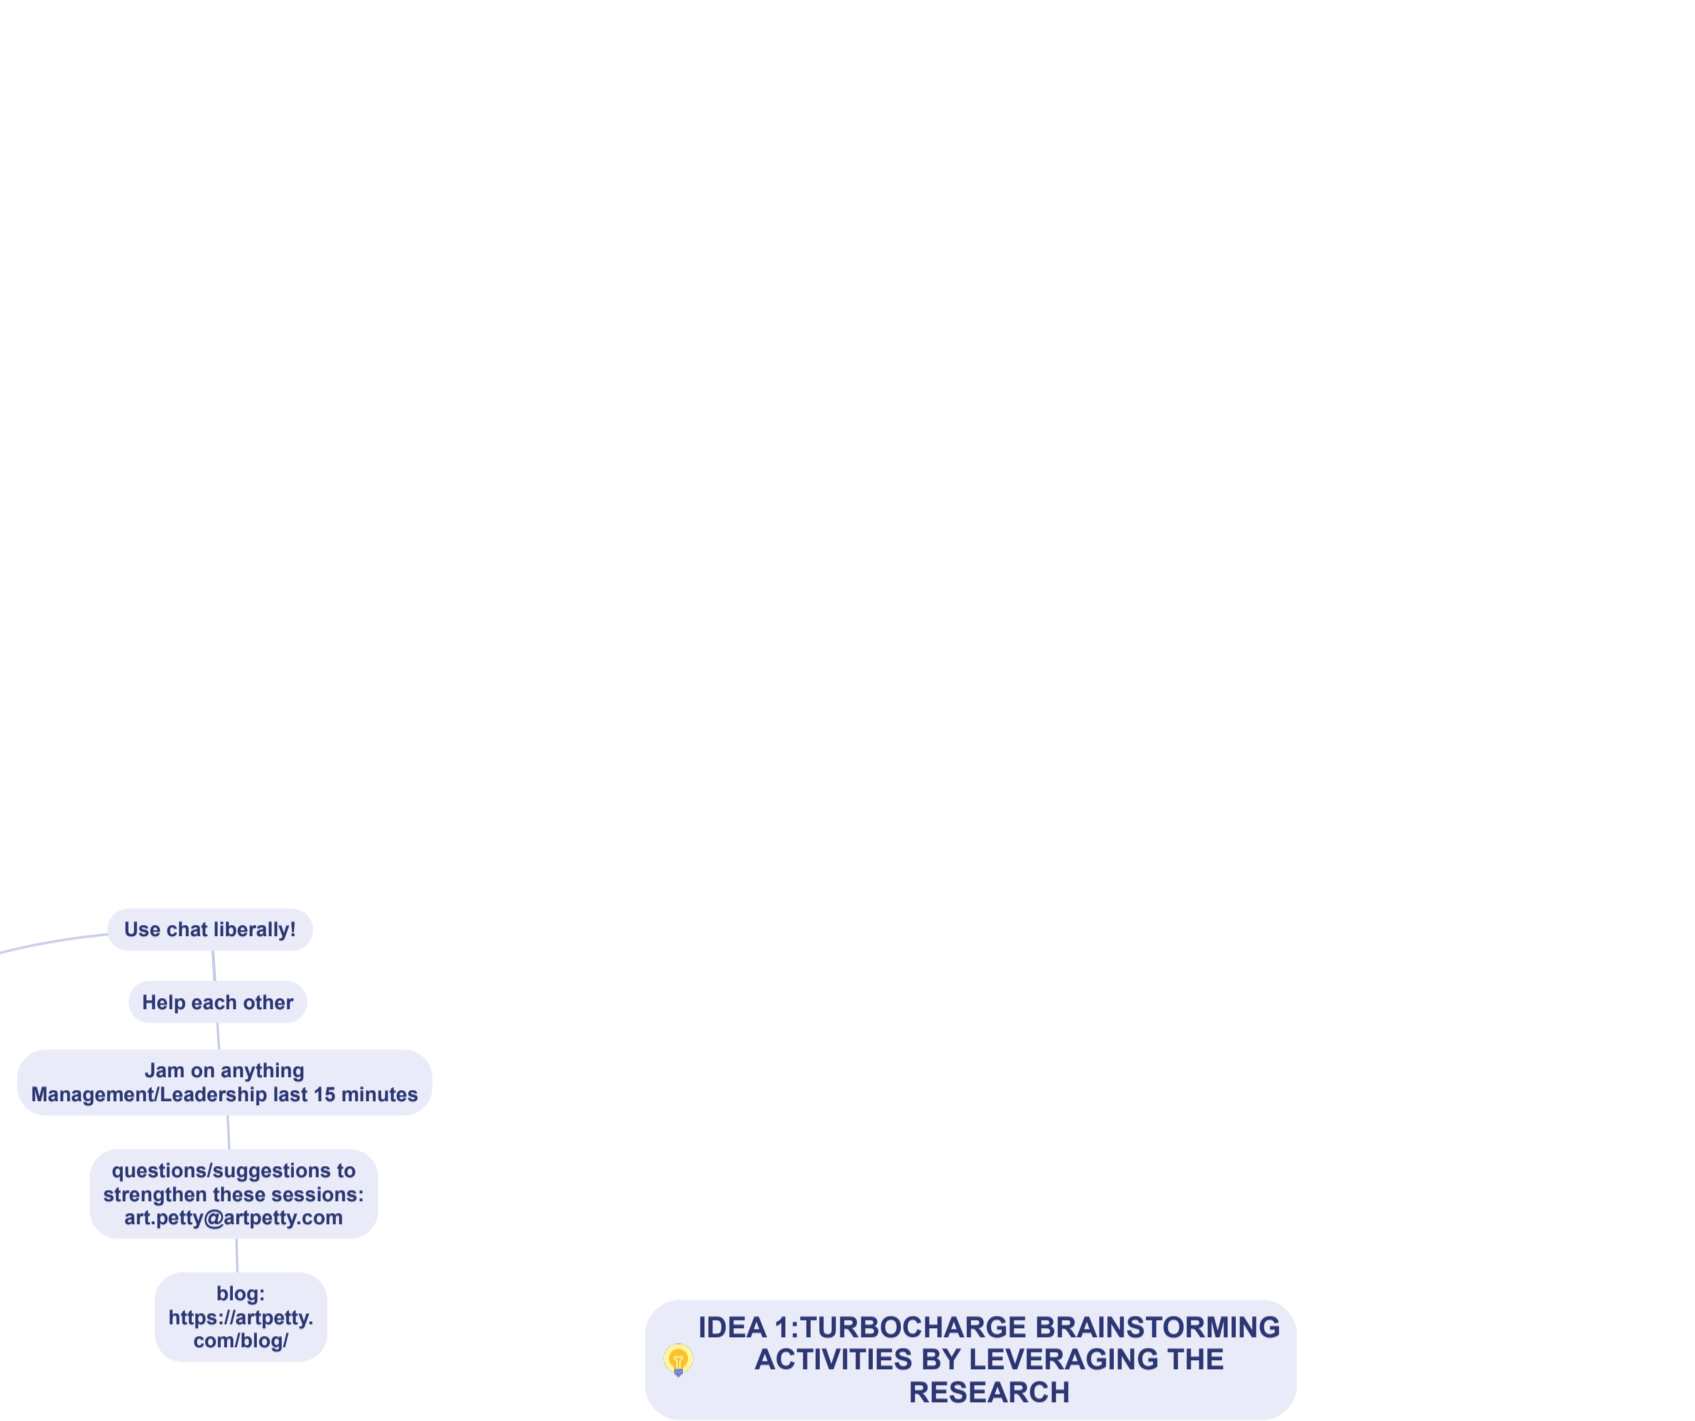 Use chat liberally!
Help each other
Jam on anything
Management/Leadership last 15 minutes
questions/suggestions to
strengthen these sessions:
art.petty@artpetty.com
blog:
https://artpetty.
com/blog/
IDEA 1:TURBOCHARGE BRAINSTORMING
ACTIVITIES BY LEVERAGING THE
RESEARCH